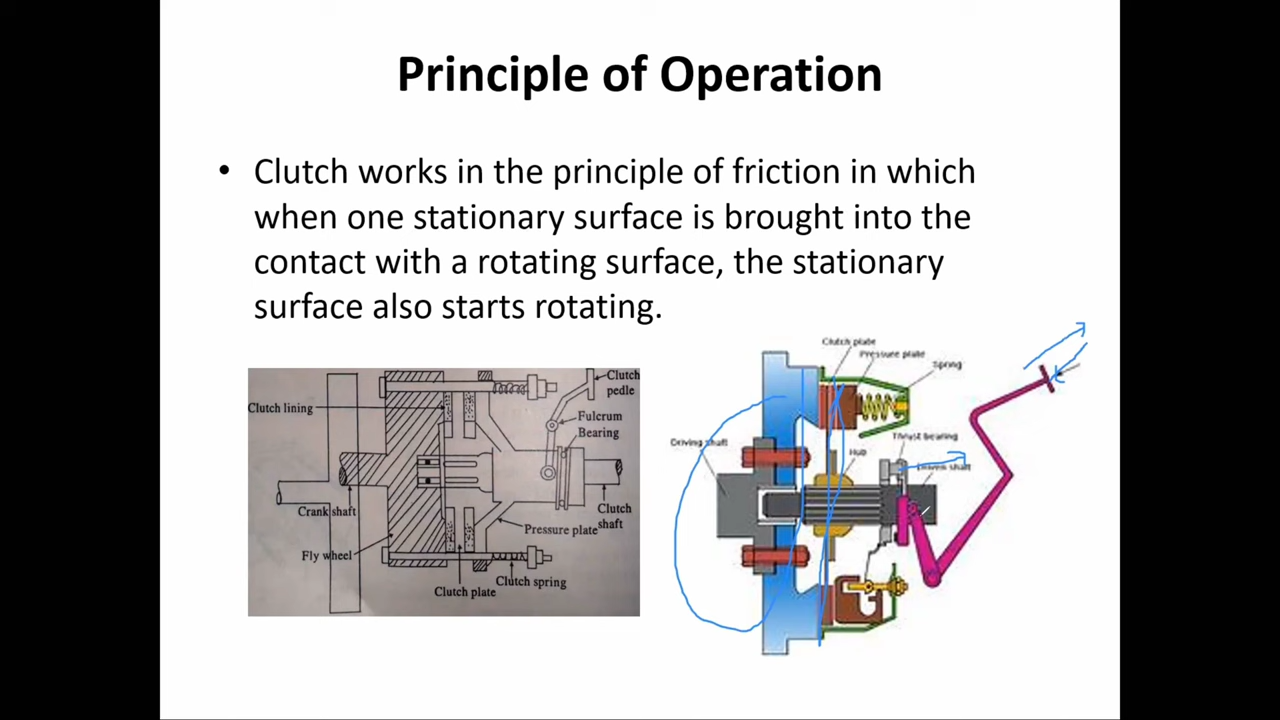 Principle of Operation
• Clutch works in the principle of friction in which
when one stationary surface is brought into the
contact with a rotating surface, the stationary
surface also starts rotating.
Clutch lining
Crank shaft
Fly wheel
Clutch plate
Clutch spring
Pressure plate
Clutch
shaft
Clutch
pedle
Fulcrum
Bearing
Clutch plate
Pressure plate
Spring
Driving shaft
Hub
Thrust bearing
Driven shaft